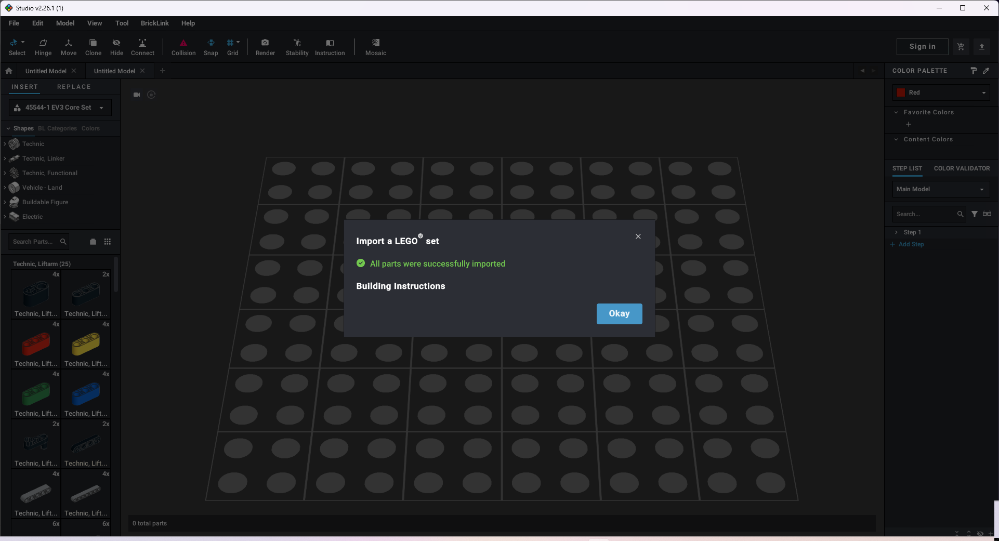 Studio v2.26.1 (1)
File Edit Model View Tool BrickLink Help
Select Hinge Move Clone Hide Connect Collision Snap Grid Render Stability Instruction Mosaic
Sign in
Untitled Model Untitled Model
INSERT REPLACE
45544-1 EV3 Core Set
Shapes BL Categories Colors
Technic
Technic, Linker
Technic, Functional
Vehicle - Land
Buildable Figure
Electric
Search Parts...
Technic, Liftarm (25)
4x 2x
Technic, Lift... Technic, Lift...
4x 4x
Technic, Lift... Technic, Lift...
4x 4x
Technic, Lift... Technic, Lift...
2x 2x
Technic, Lift... Technic, Lift...
4x 4x
Technic, Lift... Technic, Lift...
6x 6x
Import a LEGO® set
All parts were successfully imported
Building Instructions
Okay
0 total parts
COLOR PALETTE
Red
Favorite Colors
Content Colors
STEP LIST COLOR VALIDATOR
Main Model
Search...
Step 1
+ Add Step